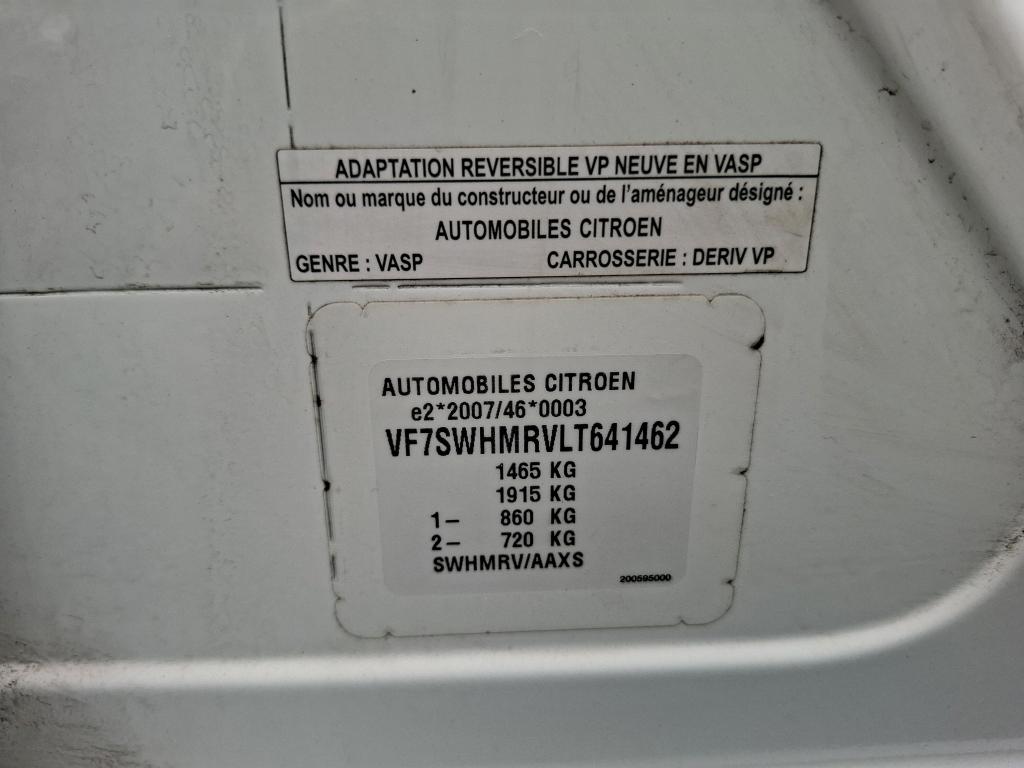 ADAPTATION REVERSIBLE VP NEUVE EN VASP
Nom ou marque du constructeur ou de l'aménageur désigné :
AUTOMOBILES CITROEN
GENRE : VASP CARROSSERIE : DERIV VP
AUTOMOBILES CITROEN
e2*2007/46*0003
VF7SWHMRVLT641462
1465 KG
1915 KG
1– 860 KG
2– 720 KG
SWHMRV/AAXS
200595000